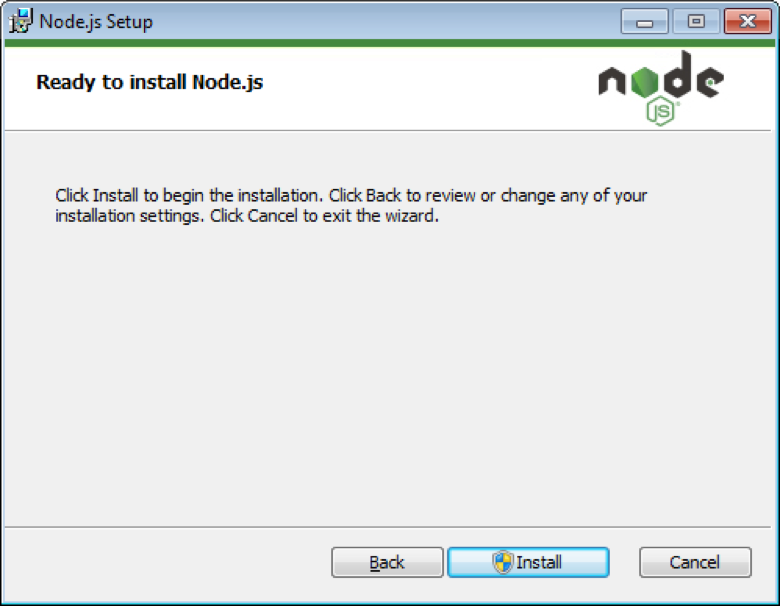 Node.js Setup
Ready to install Node.js
node
JS
Click Install to begin the installation. Click Back to review or change any of your
installation settings. Click Cancel to exit the wizard.
Back
Install
Cancel